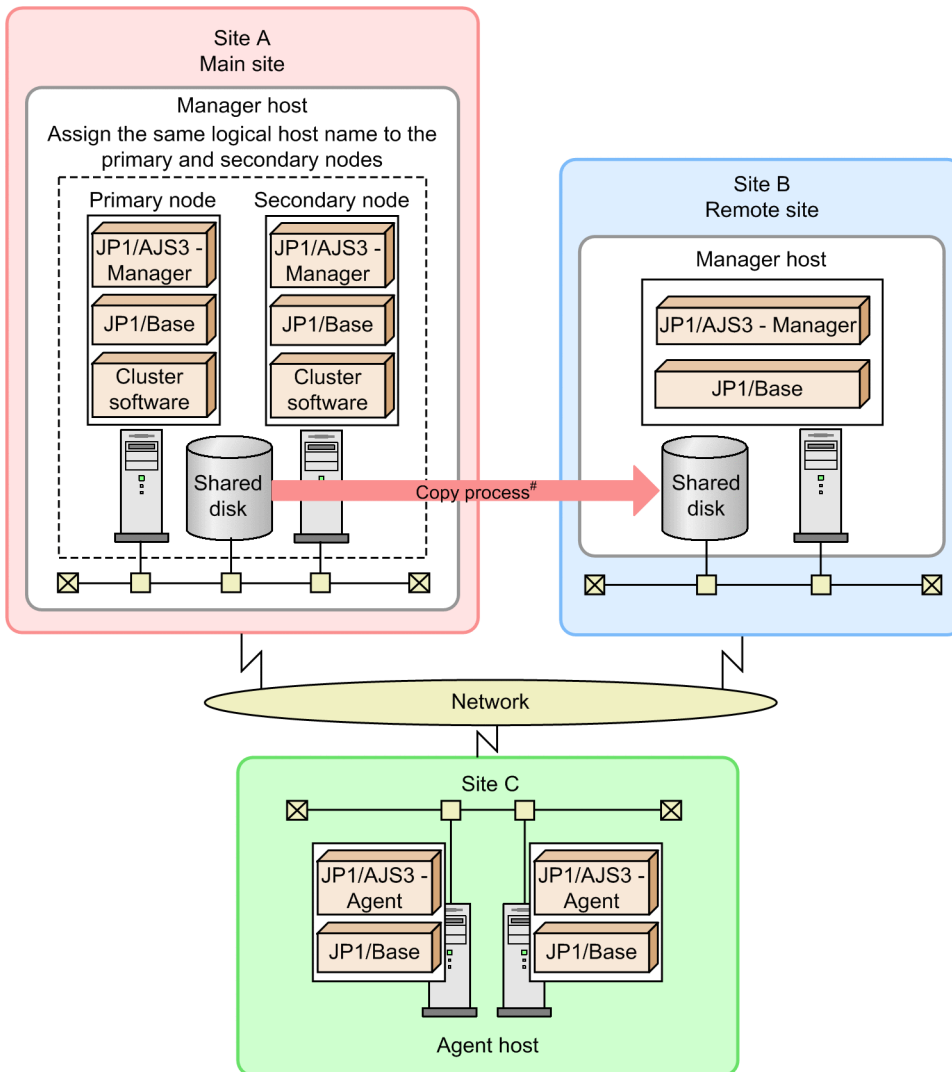 Site A
Main site
Manager host
Assign the same logical host name to the
primary and secondary nodes
Primary node
JP1/AJS3 -
Manager
JP1/Base
Cluster
software
Secondary node
JP1/AJS3 -
Manager
JP1/Base
Cluster
software
Shared
disk
Copy process#
Site B
Remote site
Manager host
JP1/AJS3 - Manager
JP1/Base
Shared
disk
Network
Site C
JP1/AJS3 -
Agent
JP1/Base
JP1/AJS3 -
Agent
JP1/Base
Agent host